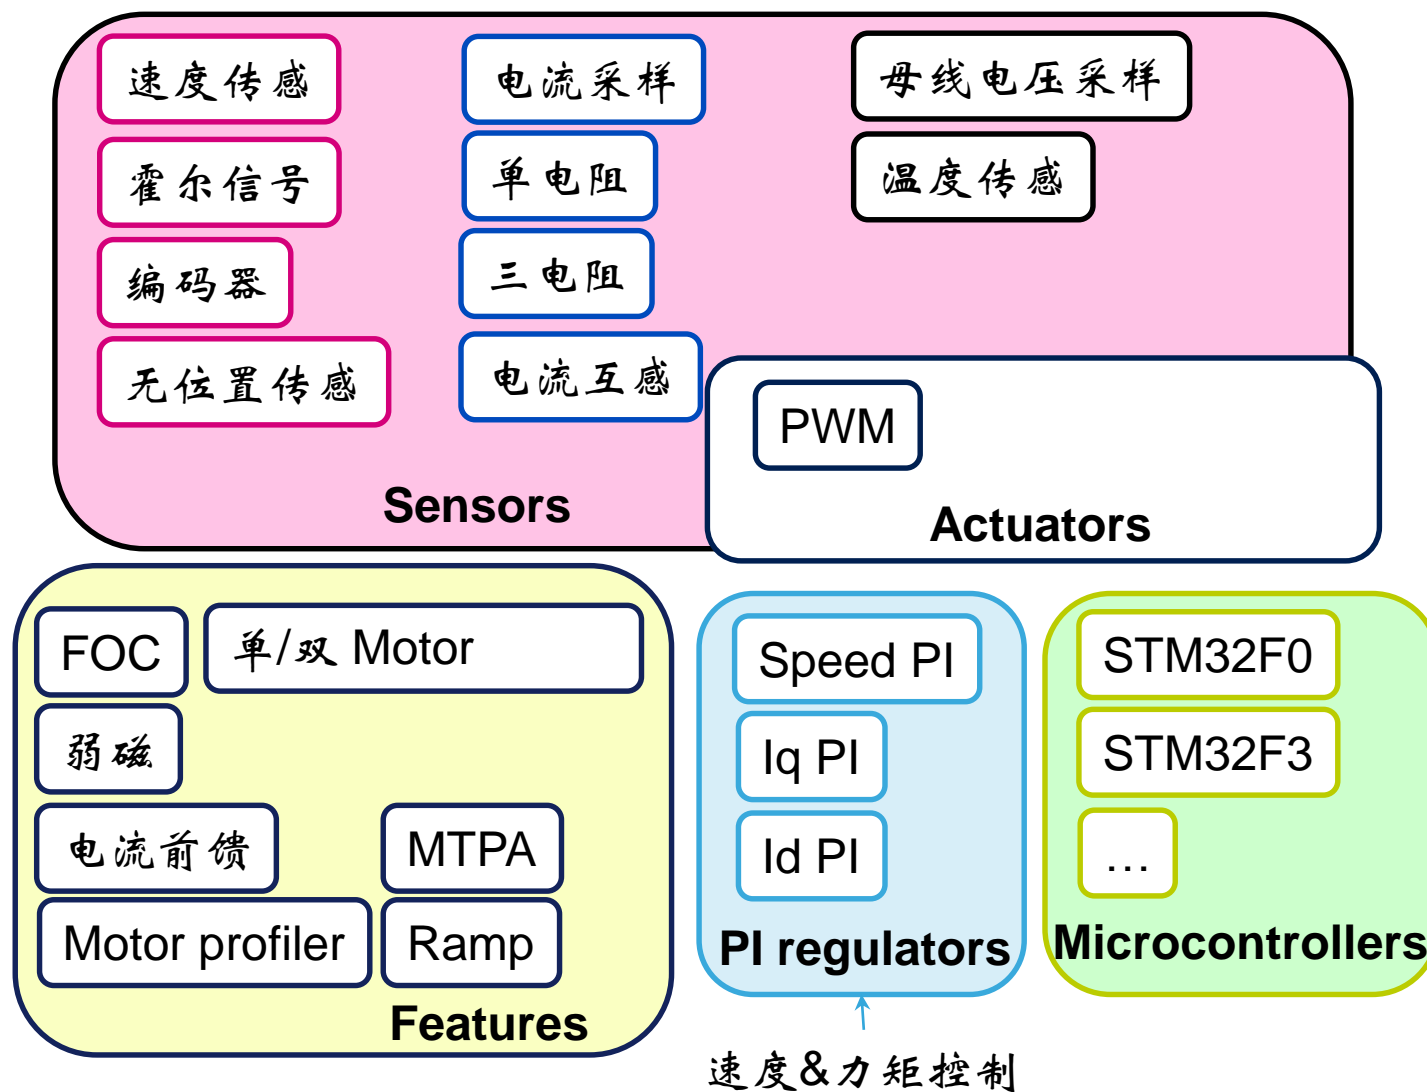 速度传感
霍尔信号
编码器
无位置传感
电流采样
单电阻
三电阻
电流互感
母线电压采样
温度传感
Sensors
PWM
Actuators
FOC
单/双 Motor
弱磁
电流前馈
MTPA
Motor profiler
Ramp
Features
Speed PI
Iq PI
Id PI
PI regulators
STM32F0
STM32F3
...
Microcontrollers
速度&力矩控制